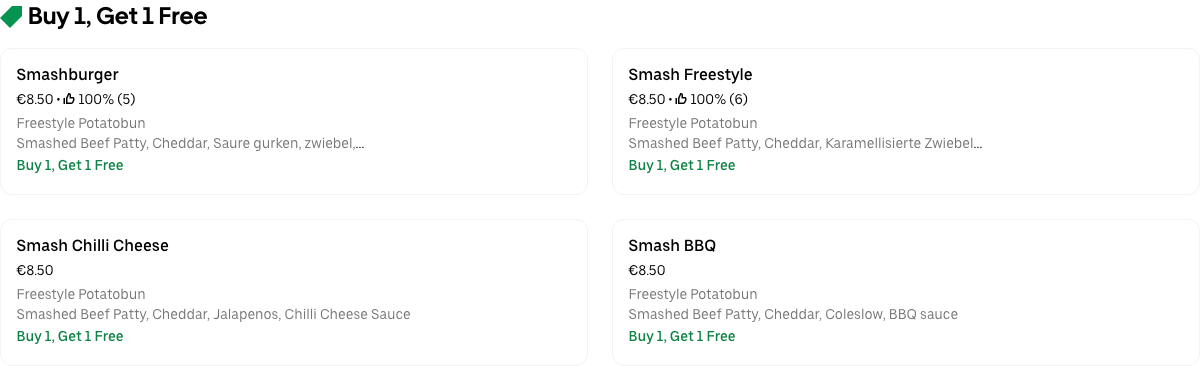 Buy 1, Get 1 Free
Smashburger
€8.50 • 100% (5)
Freestyle Potatobun
Smashed Beef Patty, Cheddar, Saure gurken, zwiebel,...
Buy 1, Get 1 Free
Smash Freestyle
€8.50 • 100% (6)
Freestyle Potatobun
Smashed Beef Patty, Cheddar, Karamellisierte Zwiebel...
Buy 1, Get 1 Free
Smash Chilli Cheese
€8.50
Freestyle Potatobun
Smashed Beef Patty, Cheddar, Jalapenos, Chilli Cheese Sauce
Buy 1, Get 1 Free
Smash BBQ
€8.50
Freestyle Potatobun
Smashed Beef Patty, Cheddar, Coleslow, BBQ sauce
Buy 1, Get 1 Free